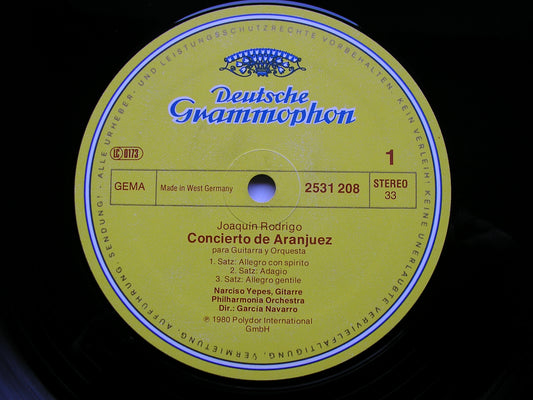 ALLE URHEBER- UND LEISTUNGSSCHUTZRECHTE VORBEHALTEN · KEIN VERLEIH! KEINE UNERLAUBTE VERVIELFÄLTIGUNG, VERMIETUNG, AUFFÜHRUNG, SENDUNG!
Deutsche
Grammophon
LC 0173
1
GEMA
Made in West Germany
2531 208
STEREO
33
Joaquín Rodrigo
Concierto de Aranjuez
para Guitarra y Orquesta
1. Satz: Allegro con spirito
2. Satz: Adagio
3. Satz: Allegro gentile
Narciso Yepes, Gitarre
Philharmonia Orchestra
Dir.: García Navarro
Ⓟ 1980 Polydor International
GmbH